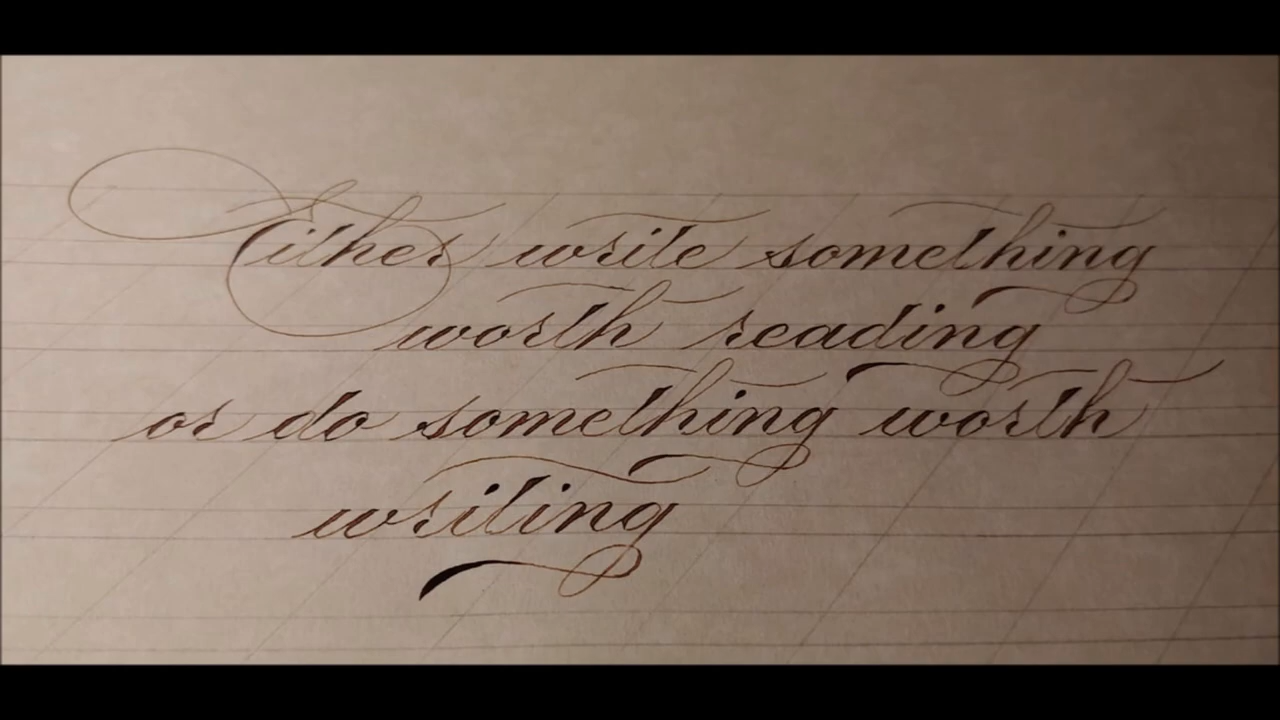 Either write something
worth reading
or do something worth
writing